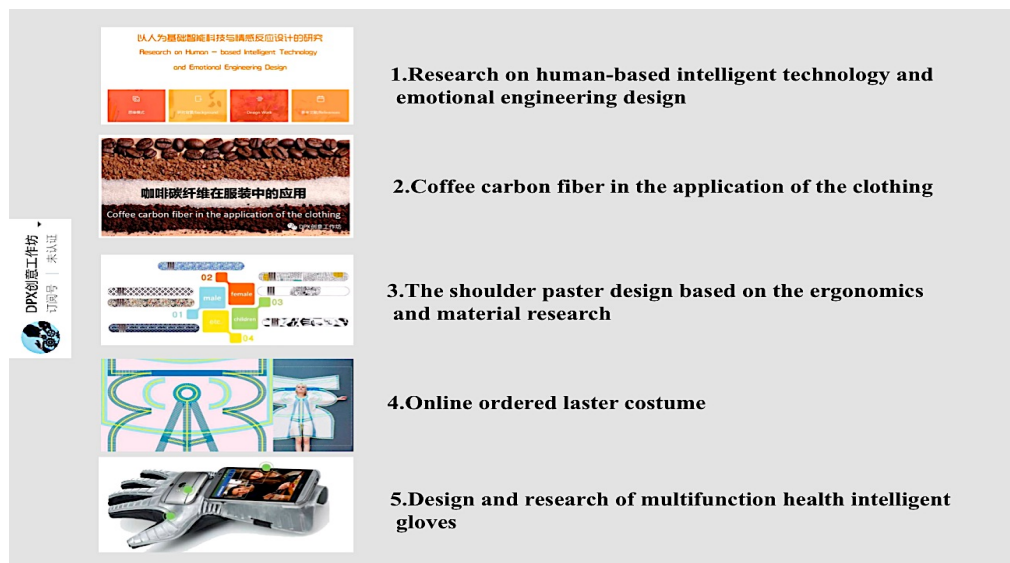 以人为基础智能科技与情感反应设计的研究
Research on Human - based Intelligent Technology
and Emotional Engineering Design
Design Work
1.Research on human-based intelligent technology and
emotional engineering design
咖啡碳纤维在服装中的应用
Coffee carbon fiber in the application of the clothing
DPX创意工作坊
2.Coffee carbon fiber in the application of the clothing
DPX创意工作坊
订阅号 | 未认证
02
male
female
03
01
children
04
3.The shoulder paster design based on the ergonomics
and material research
4.Online ordered laster costume
5.Design and research of multifunction health intelligent
gloves